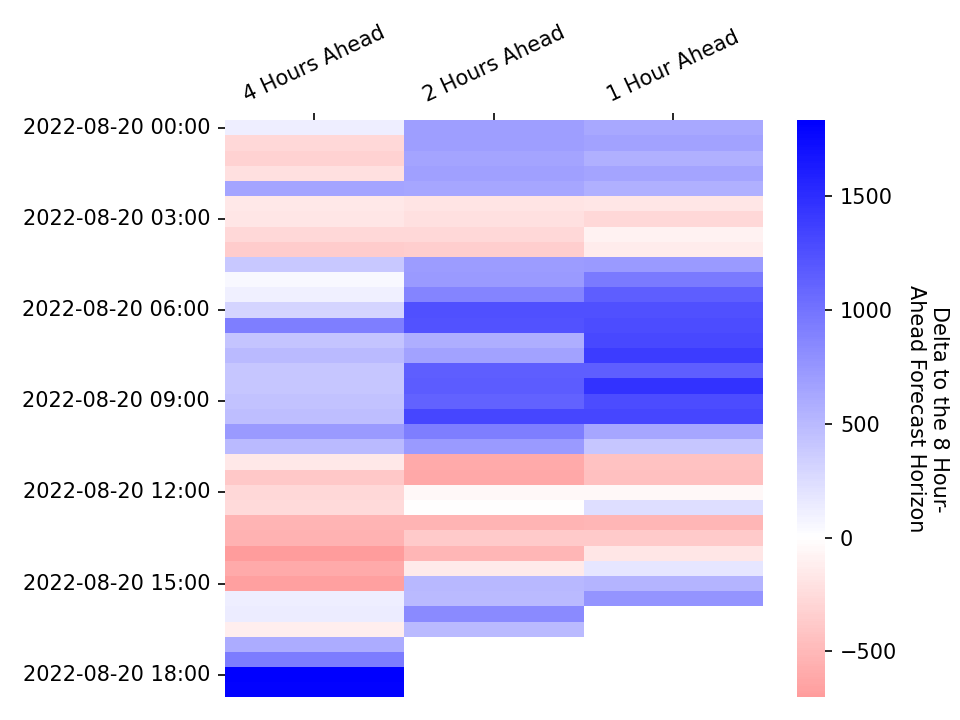 4 Hours Ahead
2 Hours Ahead
1 Hour Ahead
2022-08-20 00:00
2022-08-20 03:00
2022-08-20 06:00
2022-08-20 09:00
2022-08-20 12:00
2022-08-20 15:00
2022-08-20 18:00
1500
1000
500
0
−500
Delta to the 8 Hour-
Ahead Forecast Horizon